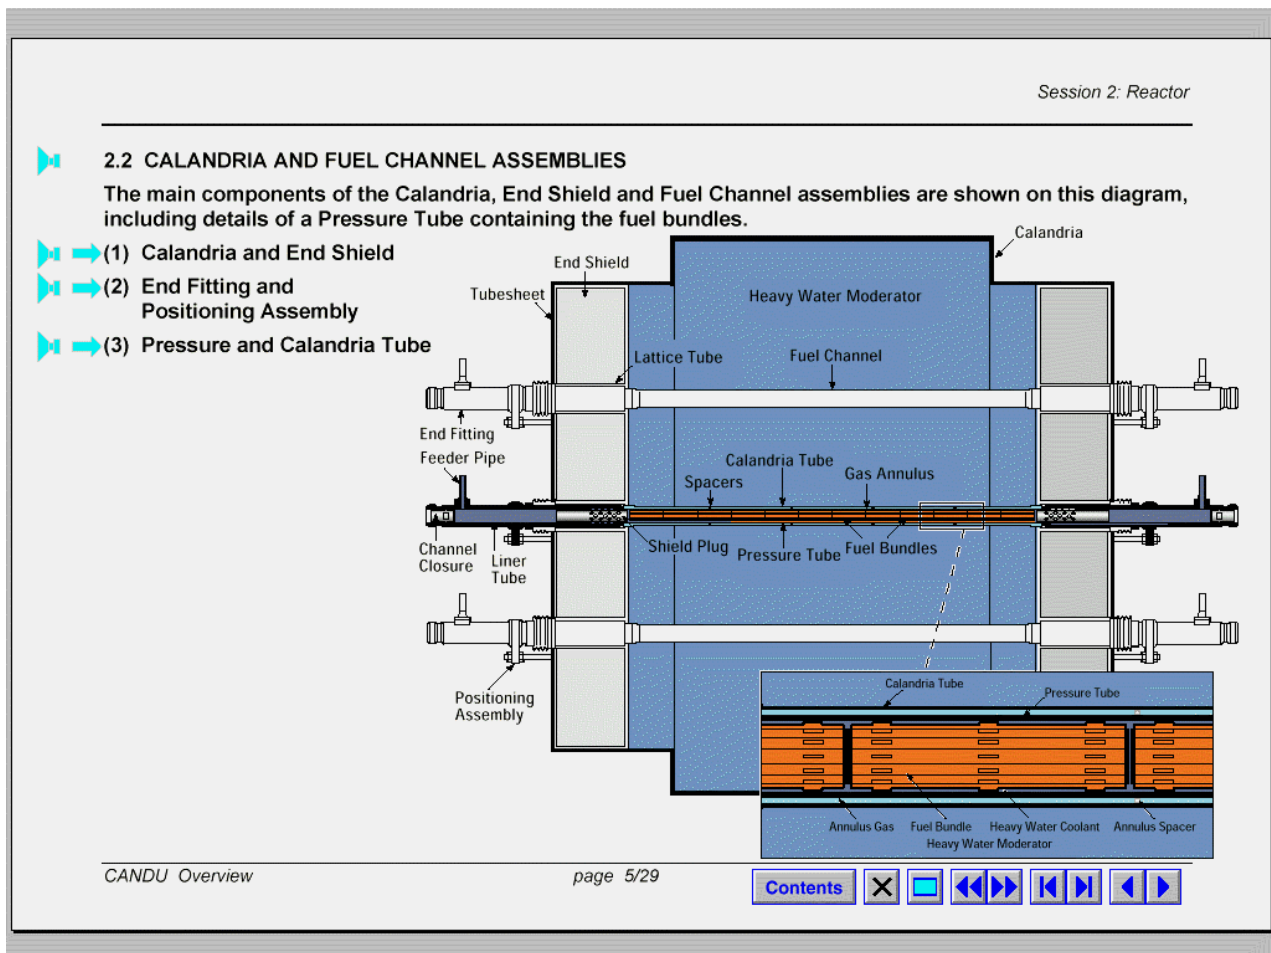 Session 2: Reactor
2.2 CALANDRIA AND FUEL CHANNEL ASSEMBLIES
The main components of the Calandria, End Shield and Fuel Channel assemblies are shown on this diagram,
including details of a Pressure Tube containing the fuel bundles.
(1) Calandria and End Shield
(2) End Fitting and
Positioning Assembly
(3) Pressure and Calandria Tube
Calandria
End Shield
Tubesheet
Heavy Water Moderator
Lattice Tube
Fuel Channel
End Fitting
Feeder Pipe
Calandria Tube
Gas Annulus
Spacers
Channel
Closure
Liner
Tube
Shield Plug
Pressure Tube
Fuel Bundles
Positioning
Assembly
Calandria Tube
Pressure Tube
Annulus Gas
Fuel Bundle
Heavy Water Coolant
Annulus Spacer
Heavy Water Moderator
CANDU Overview
page 5/29
Contents